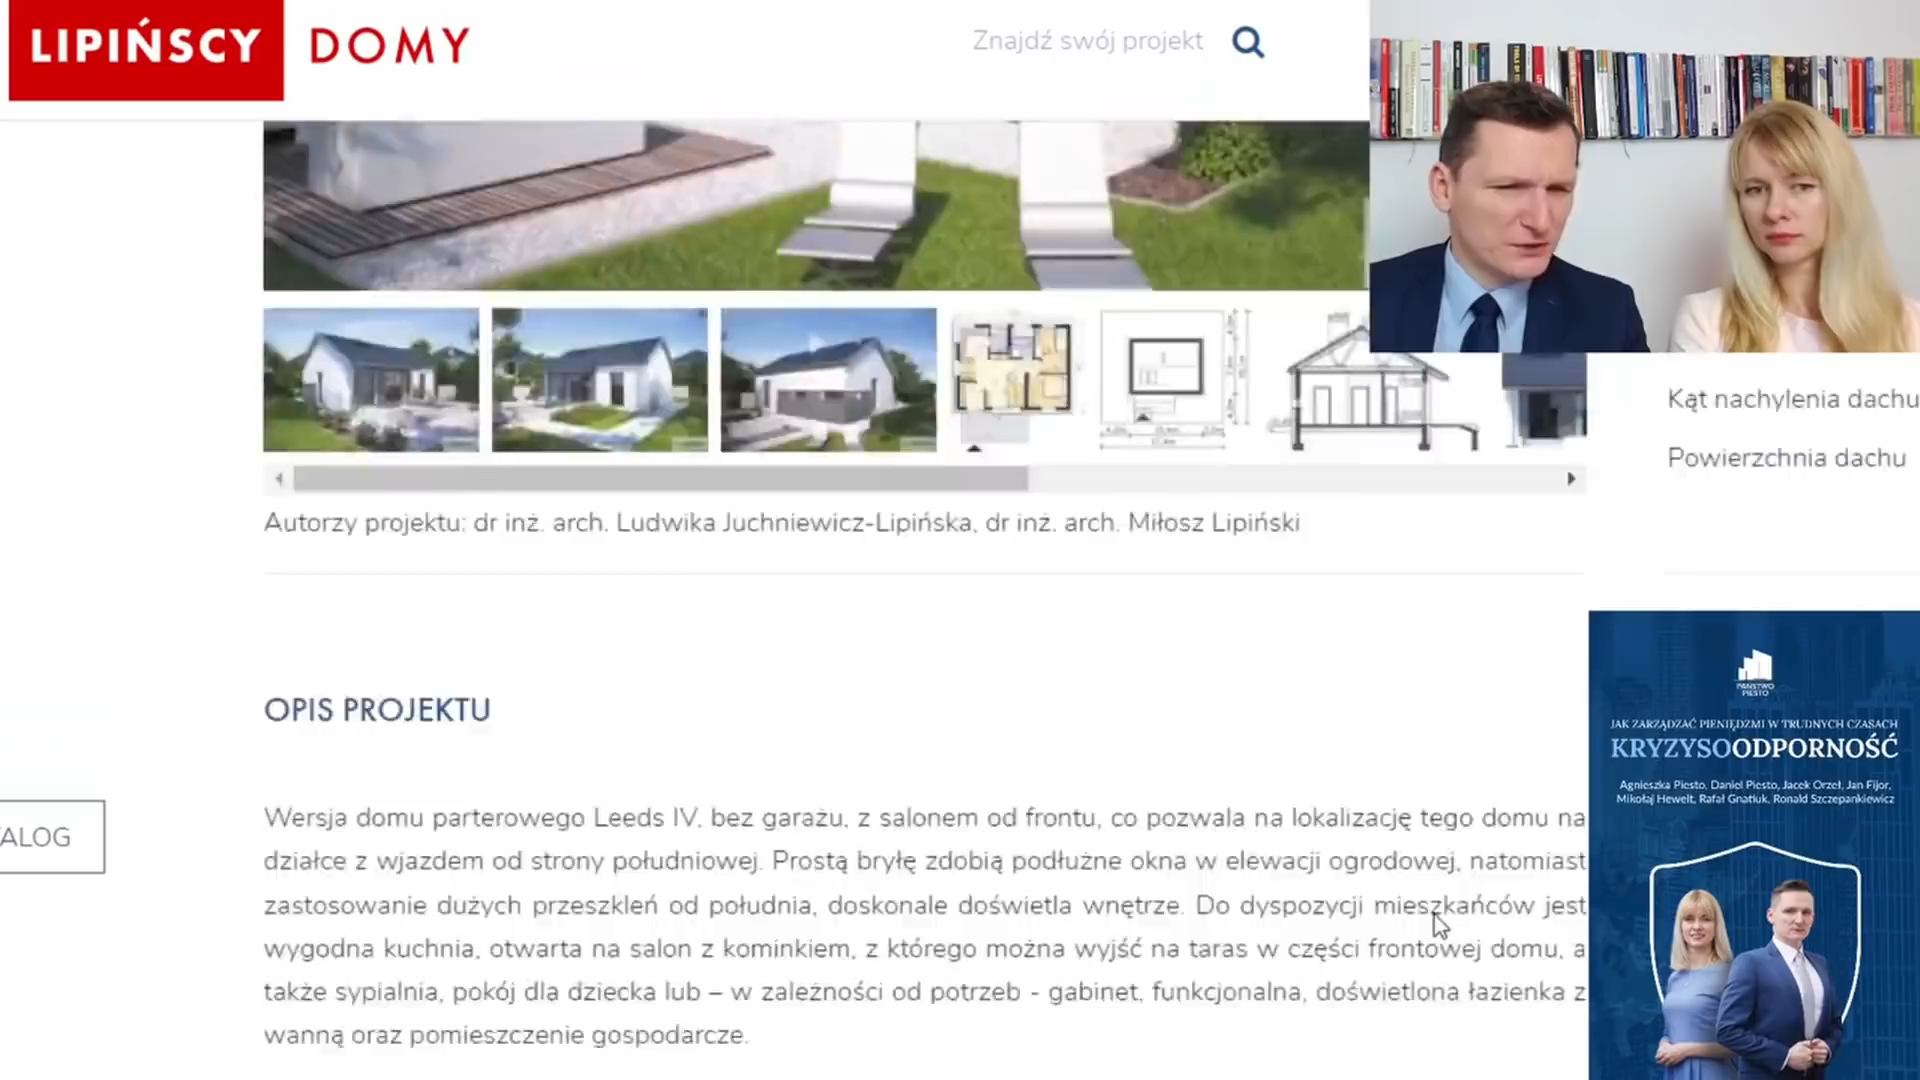 LIPIŃSCY DOMY
Znajdź swój projekt
Kąt nachylenia dachu
Powierzchnia dachu
Autorzy projektu: dr inż. arch. Ludwika Juchniewicz-Lipińska, dr inż. arch. Miłosz Lipiński
OPIS PROJEKTU
Wersja domu parterowego Leeds IV, bez garażu, z salonem od frontu, co pozwala na lokalizację tego domu na
działce z wjazdem od strony południowej. Prostą bryłę zdobią podłużne okna w elewacji ogrodowej, natomiast
zastosowanie dużych przeszkleń od południa, doskonale doświetla wnętrze. Do dyspozycji mieszkańców jest
wygodna kuchnia, otwarta na salon z kominkiem, z którego można wyjść na taras w części frontowej domu, a
także sypialnia, pokój dla dziecka lub – w zależności od potrzeb - gabinet, funkcjonalna, doświetlona łazienka z
wanną oraz pomieszczenie gospodarcze.
TALOG
PAŃSTWO
PIESTO
JAK ZARZĄDZAĆ PIENIĘDZMI W TRUDNYCH CZASACH
KRYZYSOODPORNOŚĆ
Agnieszka Piesto, Daniel Piesto, Jacek Orzeł, Jan Fijor,
Mikołaj Hewelt, Rafał Gnatiuk, Ronald Szczepankiewicz